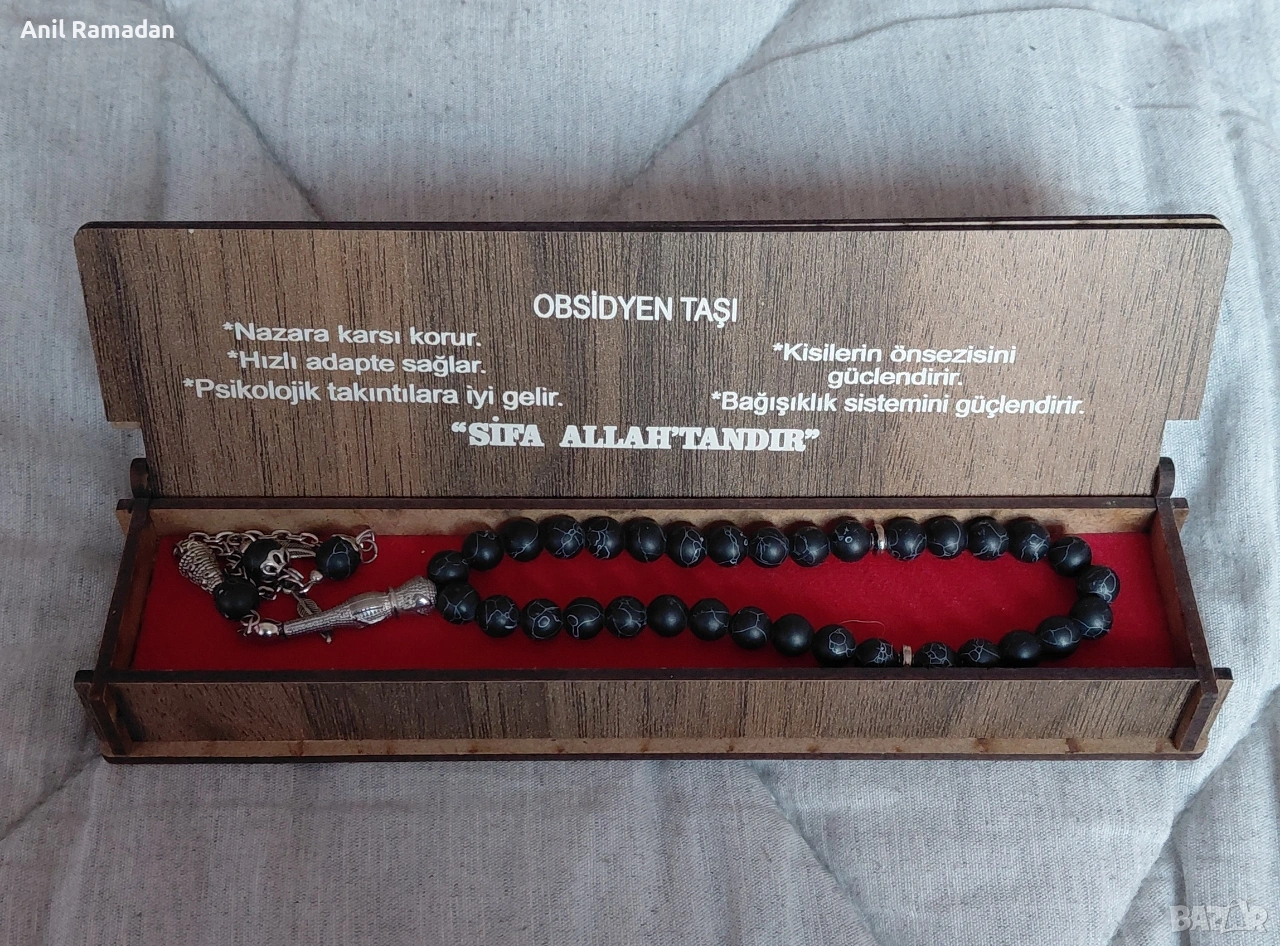 Anil Ramadan
OBSİDYEN TAŞI
*Nazara karsı korur.
*Hızlı adapte sağlar.
*Psikolojik takıntılara iyi gelir.
*Kisilerin önsezisini
güclendirir.
*Bağışıklık sistemini güçlendirir.
“SİFA ALLAH'TANDIR”
BAZAR